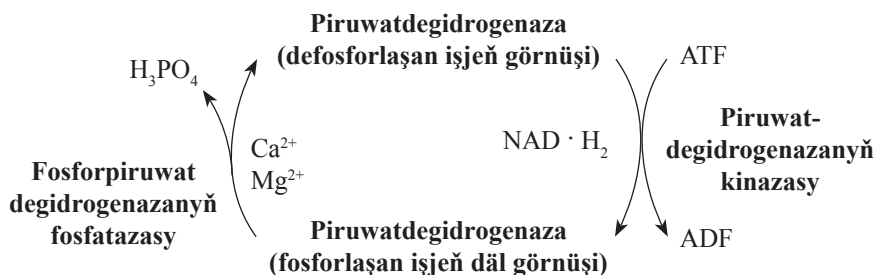 Piruwatdegidrogenaza
(defosforlaşan işjeň görnüşi)
H₃PO₄
ATF
Ca²⁺
Mg²⁺
NAD · H₂
Piruwat-
degidrogenazanyň
kinazasy
Fosforpiruwat
degidrogenazanyň
fosfatazasy
Piruwatdegidrogenaza
(fosforlaşan işjeň däl görnüşi)
ADF